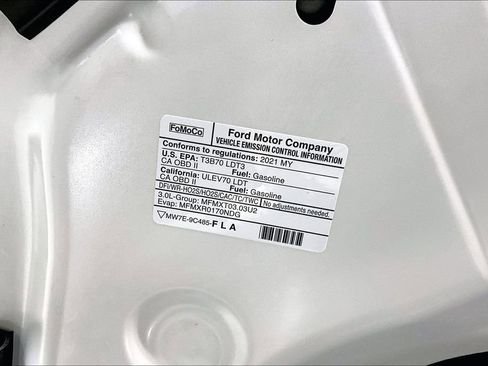 FoMoCo
Ford Motor Company
VEHICLE EMISSION CONTROL INFORMATION
Conforms to regulations: 2021 MY
U.S. EPA: T3B70 LDT3
CA OBD II Fuel: Gasoline
California: ULEV70 LDT
CA OBD II Fuel: Gasoline
DFI/WR-HO2S/HO2S/CAC/TC/TWC No adjustments needed.
3.0L-Group: MFMXT03.03U2
Evap: MFMXR0170NDG
MW7E-9C485-FLA